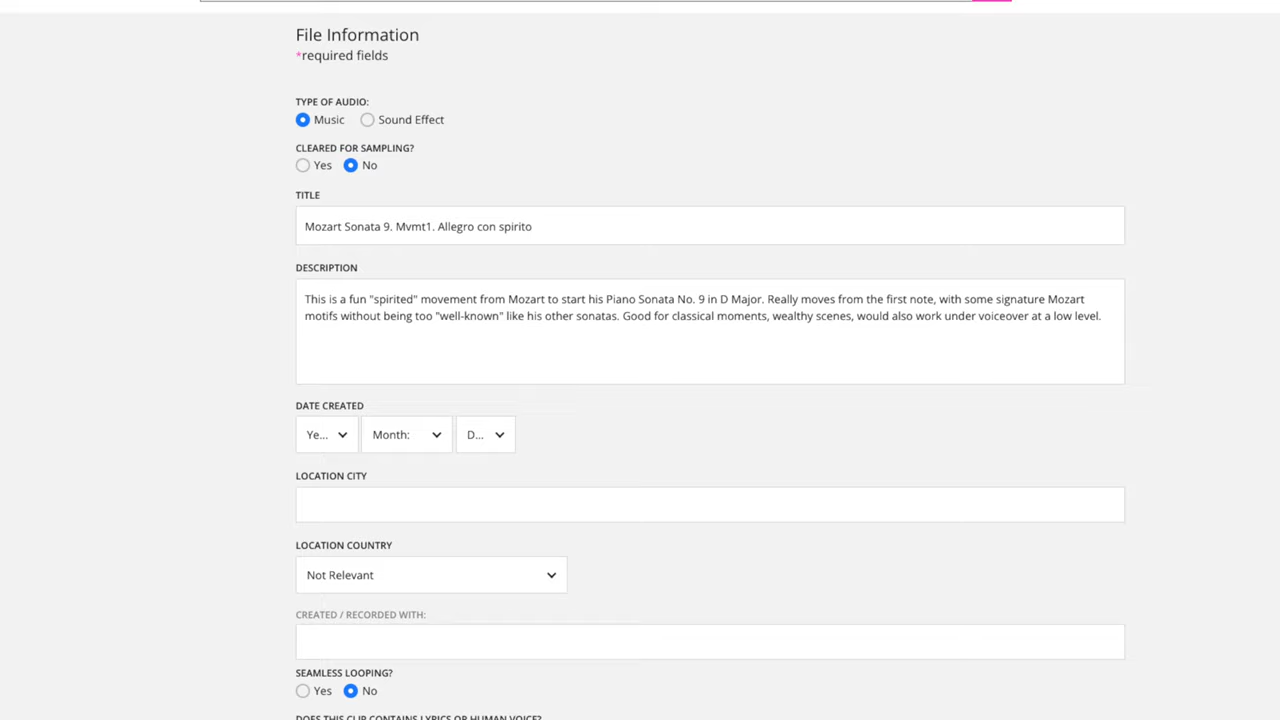 File Information
*required fields
TYPE OF AUDIO:
Music Sound Effect
CLEARED FOR SAMPLING?
Yes No
TITLE
Mozart Sonata 9. Mvmt1. Allegro con spirito
DESCRIPTION
This is a fun "spirited" movement from Mozart to start his Piano Sonata No. 9 in D Major. Really moves from the first note, with some signature Mozart
motifs without being too "well-known" like his other sonatas. Good for classical moments, wealthy scenes, would also work under voiceover at a low level.
DATE CREATED
Ye... Month: D...
LOCATION CITY
LOCATION COUNTRY
Not Relevant
CREATED / RECORDED WITH:
SEAMLESS LOOPING?
Yes No
DOES THIS CLIP CONTAINS LYRICS OR HUMAN VOICE?